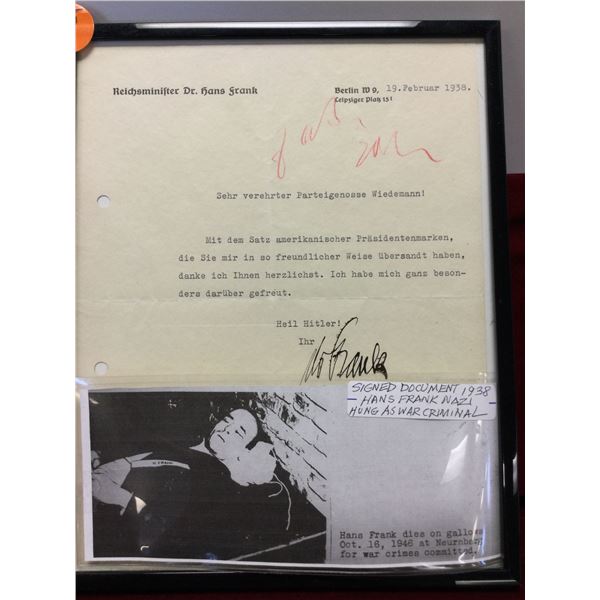 Reichsminister Dr. Hans Frank
Berlin W 9, 19.Februar 1938.
Leipziger Platz 15 I
Sehr verehrter Parteigenosse Wiedemann!
Mit dem Satz amerikanischer Präsidentenmarken,
die Sie mir in so freundlicher Weise übersandt haben,
danke ich Ihnen herzlichst. Ich habe mich ganz beson-
ders darüber gefreut.
Heil Hitler!
Ihr
Dr Frank
SIGNED DOCUMENT 1938
HANS FRANK NAZI
HUNG AS WAR CRIMINAL
Hans Frank dies on gallows
Oct. 16, 1946 at Neurnberg
for war crimes committed.